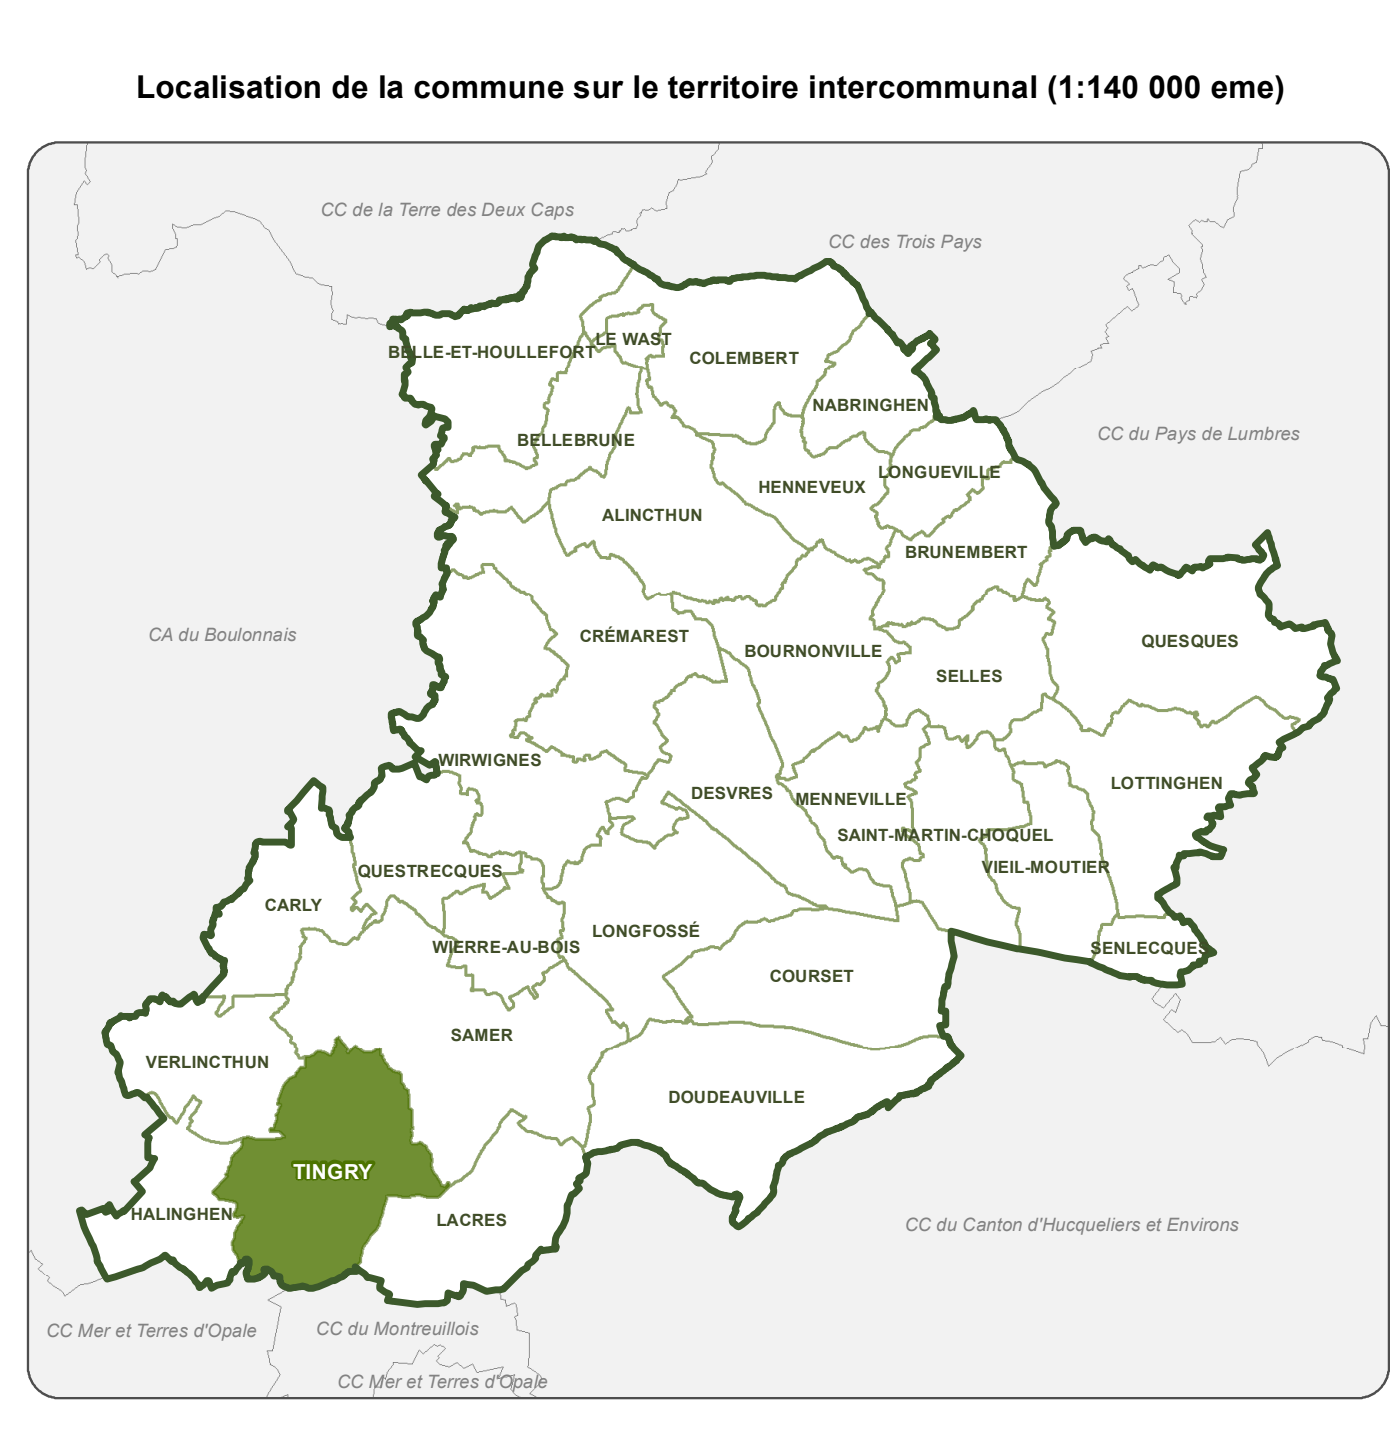 Localisation de la commune sur le territoire intercommunal (1:140 000 eme)
CC de la Terre des Deux Caps
CC des Trois Pays
LE WAST
BELLE-ET-HOULLEFORT
COLEMBERT
NABRINGHEN
CC du Pays de Lumbres
BELLEBRUNE
LONGUEVILLE
HENNEVEUX
ALINCTHUN
BRUNEMBERT
CA du Boulonnais
CRÉMAREST
QUESQUES
BOURNONVILLE
SELLES
WIRWIGNES
LOTTINGHEN
DESVRES
MENNEVILLE
SAINT-MARTIN-CHOQUEL
VIEIL-MOUTIER
QUESTRECQUES
CARLY
LONGFOSSÉ
WIERRE-AU-BOIS
SENLECQUES
COURSET
SAMER
VERLINCTHUN
DOUDEAUVILLE
TINGRY
HALINGHEN
LACRES
CC du Canton d'Hucqueliers et Environs
CC Mer et Terres d'Opale
CC du Montreuillois
CC Mer et Terres d'Opale